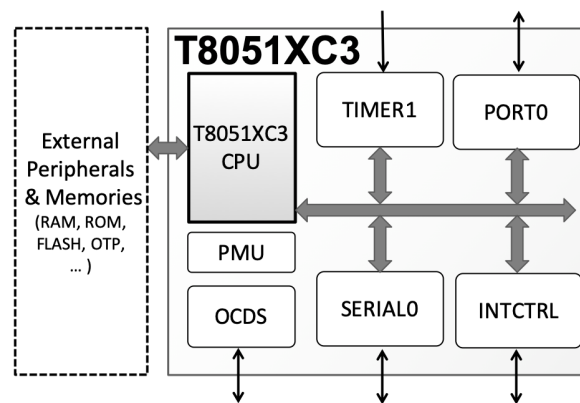 T8051XC3
External
Peripherals
& Memories
(RAM, ROM,
FLASH, OTP,
... )
T8051XC3
CPU
TIMER1
PORT0
PMU
OCDS
SERIAL0
INTCTRL